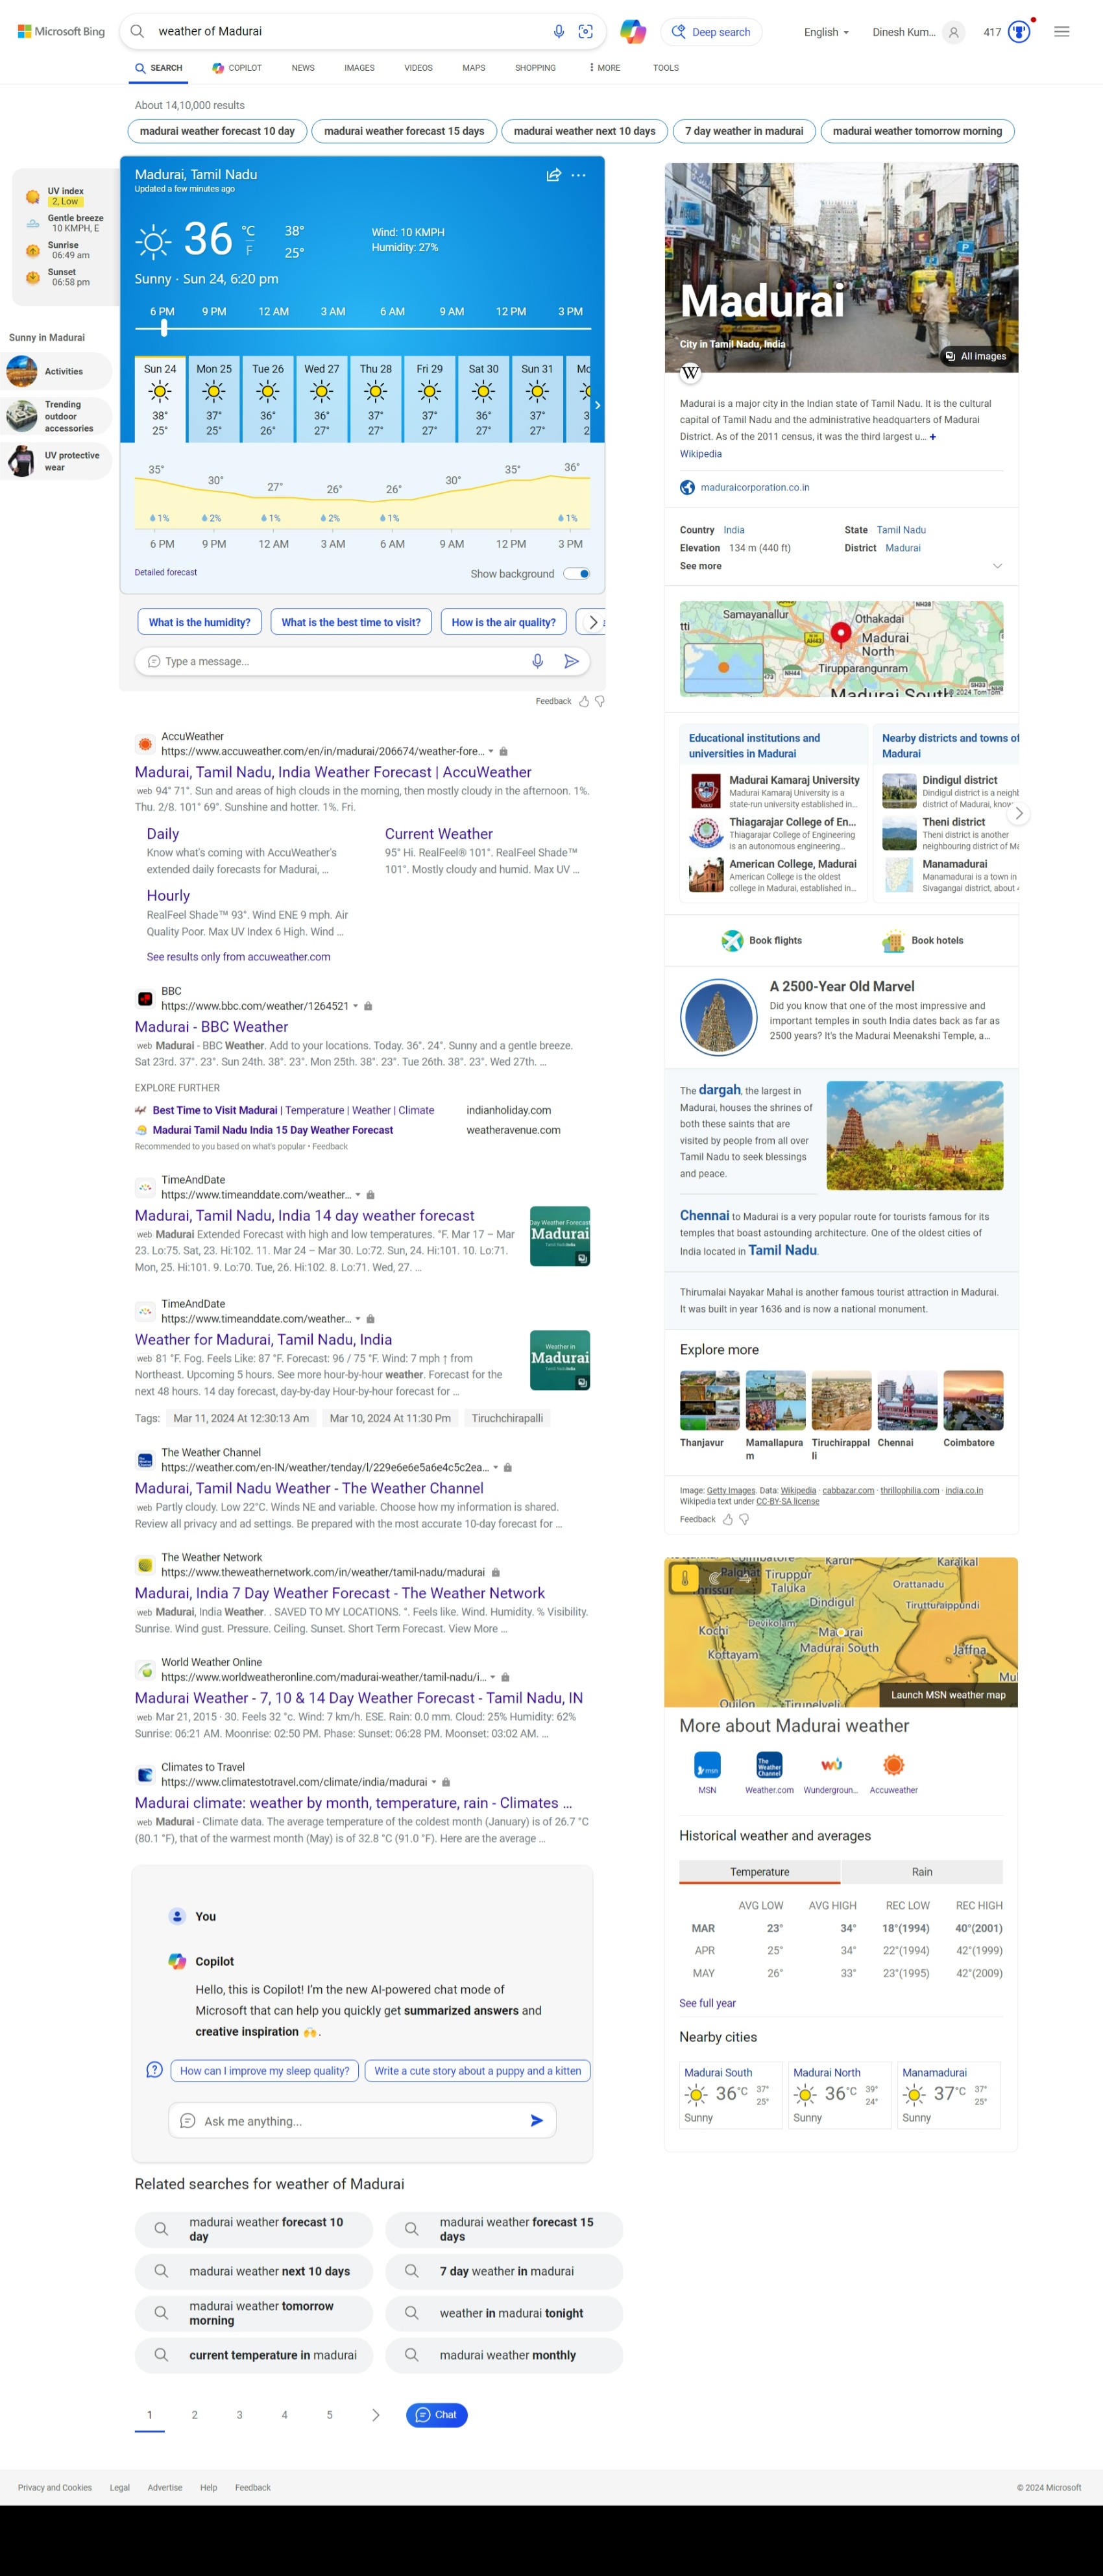 Microsoft Bing
weather of Madurai
Deep search
English
Dinesh Kum...
417
SEARCH
COPILOT
NEWS
IMAGES
VIDEOS
MAPS
SHOPPING
MORE
TOOLS
About 14,10,000 results
madurai weather forecast 10 day
madurai weather forecast 15 days
madurai weather next 10 days
7 day weather in madurai
madurai weather tomorrow morning
UV index
2, Low
Gentle breeze
10 KMPH, E
Sunrise
06:49 am
Sunset
06:58 pm
Sunny in Madurai
Activities
Trending
outdoor
accessories
UV protective
wear
Madurai, Tamil Nadu
Updated a few minutes ago
36 °C F 38° 25°
Wind: 10 KMPH
Humidity: 27%
Sunny · Sun 24, 6:20 pm
6 PM 9 PM 12 AM 3 AM 6 AM 9 AM 12 PM 3 PM
Sun 24 Mon 25 Tue 26 Wed 27 Thu 28 Fri 29 Sat 30 Sun 31 Mo
38° 37° 36° 36° 37° 37° 36° 37° 3
25° 25° 26° 27° 27° 27° 27° 27° 2
35° 30° 27° 26° 26° 30° 35° 36°
1% 2% 1% 2% 1% 1%
6 PM 9 PM 12 AM 3 AM 6 AM 9 AM 12 PM 3 PM
Detailed forecast
Show background
What is the humidity?
What is the best time to visit?
How is the air quality?
Type a message...
Feedback
AccuWeather
https://www.accuweather.com/en/in/madurai/206674/weather-fore...
Madurai, Tamil Nadu, India Weather Forecast | AccuWeather
web 94° 71°. Sun and areas of high clouds in the morning, then mostly cloudy in the afternoon. 1%.
Thu. 2/8. 101° 69°. Sunshine and hotter. 1%. Fri.
Daily
Know what's coming with AccuWeather's
extended daily forecasts for Madurai, ...
Current Weather
95° Hi. RealFeel® 101°. RealFeel Shade™
101°. Mostly cloudy and humid. Max UV ...
Hourly
RealFeel Shade™ 93°. Wind ENE 9 mph. Air
Quality Poor. Max UV Index 6 High. Wind ...
See results only from accuweather.com
BBC
https://www.bbc.com/weather/1264521
Madurai - BBC Weather
web Madurai - BBC Weather. Add to your locations. Today. 36°. 24°. Sunny and a gentle breeze.
Sat 23rd. 37°. 23°. Sun 24th. 38°. 23°. Mon 25th. 38°. 23°. Tue 26th. 38°. 23°. Wed 27th. ...
EXPLORE FURTHER
Best Time to Visit Madurai | Temperature | Weather | Climate
indianholiday.com
Madurai Tamil Nadu India 15 Day Weather Forecast
weatheravenue.com
Recommended to you based on what's popular • Feedback
TimeAndDate
https://www.timeanddate.com/weather...
Madurai, Tamil Nadu, India 14 day weather forecast
web Madurai Extended Forecast with high and low temperatures. °F. Mar 17 – Mar
23. Lo:75. Sat, 23. Hi:102. 11. Mar 24 – Mar 30. Lo:72. Sun, 24. Hi:101. 10. Lo:71.
Mon, 25. Hi:101. 9. Lo:70. Tue, 26. Hi:102. 8. Lo:71. Wed, 27. ...
Day Weather Forecast
Madurai
TimeAndDate
https://www.timeanddate.com/weather...
Weather for Madurai, Tamil Nadu, India
web 81 °F. Fog. Feels Like: 87 °F. Forecast: 96 / 75 °F. Wind: 7 mph ↑ from
Northeast. Upcoming 5 hours. See more hour-by-hour weather. Forecast for the
next 48 hours. 14 day forecast, day-by-day Hour-by-hour forecast for ...
Weather in
Madurai
Tags: Mar 11, 2024 At 12:30:13 Am Mar 10, 2024 At 11:30 Pm Tiruchchirapalli
The Weather Channel
https://weather.com/en-IN/weather/tenday/l/229e6e6e5a6e4c5c2ea...
Madurai, Tamil Nadu Weather - The Weather Channel
web Partly cloudy. Low 22°C. Winds NE and variable. Choose how my information is shared.
Review all privacy and ad settings. Be prepared with the most accurate 10-day forecast for ...
The Weather Network
https://www.theweathernetwork.com/in/weather/tamil-nadu/madurai
Madurai, India 7 Day Weather Forecast - The Weather Network
web Madurai, India Weather. . SAVED TO MY LOCATIONS. °. Feels like. Wind. Humidity. % Visibility.
Sunrise. Wind gust. Pressure. Ceiling. Sunset. Short Term Forecast. View More ...
World Weather Online
https://www.worldweatheronline.com/madurai-weather/tamil-nadu/i...
Madurai Weather - 7, 10 & 14 Day Weather Forecast - Tamil Nadu, IN
web Mar 21, 2015 · 30. Feels 32 °c. Wind: 7 km/h. ESE. Rain: 0.0 mm. Cloud: 25% Humidity: 62%
Sunrise: 06:21 AM. Moonrise: 02:50 PM. Phase: Sunset: 06:28 PM. Moonset: 03:02 AM. ...
Climates to Travel
https://www.climatestotravel.com/climate/india/madurai
Madurai climate: weather by month, temperature, rain - Climates ...
web Madurai - Climate data. The average temperature of the coldest month (January) is of 26.7 °C
(80.1 °F), that of the warmest month (May) is of 32.8 °C (91.0 °F). Here are the average ...
You
Copilot
Hello, this is Copilot! I'm the new AI-powered chat mode of
Microsoft that can help you quickly get summarized answers and
creative inspiration 🙌.
How can I improve my sleep quality?
Write a cute story about a puppy and a kitten
Ask me anything...
Related searches for weather of Madurai
madurai weather forecast 10
day
madurai weather forecast 15
days
madurai weather next 10 days
7 day weather in madurai
madurai weather tomorrow
morning
weather in madurai tonight
current temperature in madurai
madurai weather monthly
1 2 3 4 5
Chat
Madurai
City in Tamil Nadu, India
All images
W
Madurai is a major city in the Indian state of Tamil Nadu. It is the cultural
capital of Tamil Nadu and the administrative headquarters of Madurai
District. As of the 2011 census, it was the third largest u... +
Wikipedia
maduraicorporation.co.in
Country India
State Tamil Nadu
Elevation 134 m (440 ft)
District Madurai
See more
Samayanallur
Othakadai
tti
Madurai
North
Tirupparangunram
Madurai South
© 2024 TomTom
Educational institutions and
universities in Madurai
Madurai Kamaraj University
Madurai Kamaraj University is a
state-run university established in...
Thiagarajar College of En...
Thiagarajar College of Engineering
is an autonomous engineering...
American College, Madurai
American College is the oldest
college in Madurai, established in...
Nearby districts and towns of
Madurai
Dindigul district
Dindigul district is a neighb
district of Madurai, know
Theni district
Theni district is another
neighbouring district of Ma
Manamadurai
Manamadurai is a town in
Sivagangai district, about
Book flights
Book hotels
A 2500-Year Old Marvel
Did you know that one of the most impressive and
important temples in south India dates back as far as
2500 years? It's the Madurai Meenakshi Temple, a...
The dargah, the largest in
Madurai, houses the shrines of
both these saints that are
visited by people from all over
Tamil Nadu to seek blessings
and peace.
Chennai to Madurai is a very popular route for tourists famous for its
temples that boast astounding architecture. One of the oldest cities of
India located in Tamil Nadu.
Thirumalai Nayakar Mahal is another famous tourist attraction in Madurai.
It was built in year 1636 and is now a national monument.
Explore more
Thanjavur
Mamallapura
m
Tiruchirappal
li
Chennai
Coimbatore
Image: Getty Images. Data: Wikipedia · cabbazar.com · thrillophilia.com · india.co.in
Wikipedia text under CC-BY-SA license
Feedback
Coimbatore
Karur
Karaikal
Palghat
Tiruppur
Taluka
Thrissur
Orattanadu
Dindigul
Tirutturaippundi
Devikolam
Kochi
Madurai
Madurai South
Kottayam
Jaffna
Mul
Quilon
Tirunelveli
Launch MSN weather map
More about Madurai weather
MSN
Weather.com
Wundergroun...
Accuweather
Historical weather and averages
Temperature Rain
AVG LOW AVG HIGH REC LOW REC HIGH
MAR 23° 34° 18°(1994) 40°(2001)
APR 25° 34° 22°(1994) 42°(1999)
MAY 26° 33° 23°(1995) 42°(2009)
See full year
Nearby cities
Madurai South
36°C 37° 25°
Sunny
Madurai North
36°C 39° 24°
Sunny
Manamadurai
37°C 37° 25°
Sunny
Privacy and Cookies
Legal
Advertise
Help
Feedback
© 2024 Microsoft